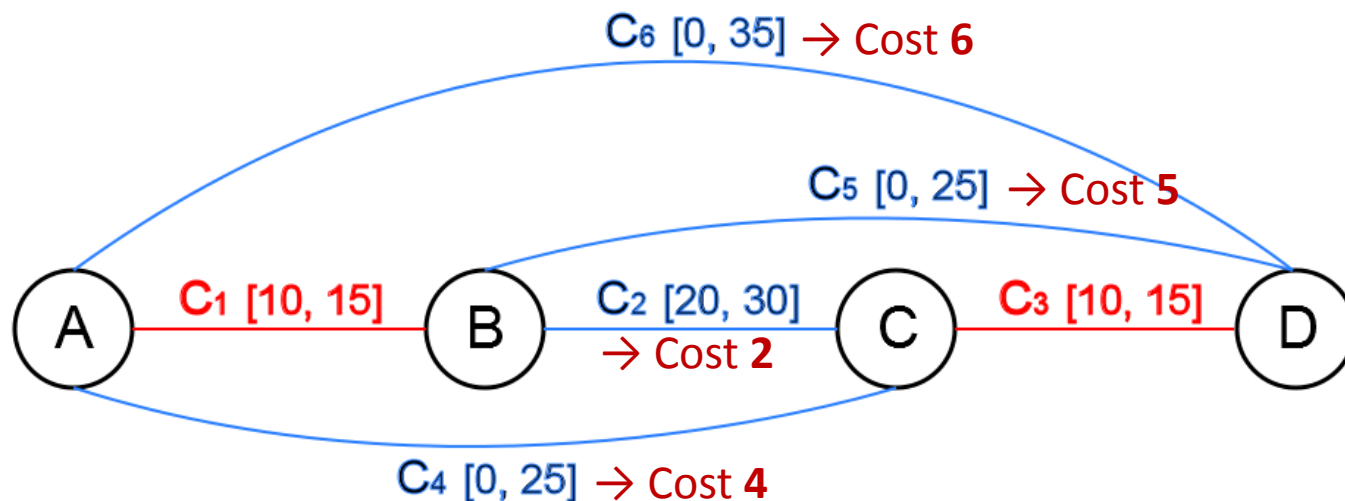 C₆ [0, 35] → Cost 6
C₅ [0, 25] → Cost 5
A C₁ [10, 15] B C₂ [20, 30] C C₃ [10, 15] D
→ Cost 2
C₄ [0, 25] → Cost 4